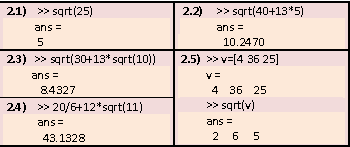 2.1) >> sqrt(25)
ans =
5
2.2) >> sqrt(40+13*5)
ans =
10.2470
2.3) >> sqrt(30+13*sqrt(10))
ans =
8.4327
2.4) >> 20/6+12*sqrt(11)
ans =
43.1328
2.5) >> v=[4 36 25]
v =
4 36 25
>> sqrt(v)
ans =
2 6 5